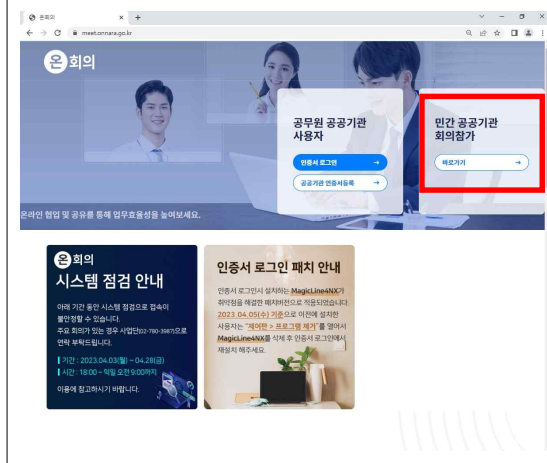 온회의
meet.onnara.go.kr
온회의
공무원 공공기관
사용자
인증서 로그인 →
공공기관 인증서등록 →
민간 공공기관
회의참가
바로가기 →
온라인 협업 및 공유를 통해 업무효율성을 높여보세요.
온회의
시스템 점검 안내
아래 기간 동안 시스템 점검으로 접속이
불안정할 수 있습니다.
주요 회의가 있는 경우 사업단(02-780-3987)으로
연락 부탁드립니다.
기간 : 2023.04.03(월) ~ 04.28(금)
시간 : 18:00 ~ 익일 오전 9:00까지
이용에 참고하시기 바랍니다.
인증서 로그인 패치 안내
인증서 로그인시 설치하는 MagicLine4NX가
취약점을 해결한 패치버전으로 적용되었습니다.
2023.04.05(수) 기준으로 이전에 설치한
사용자는 "제어판 > 프로그램 제거"를 열어서
MagicLine4NX를 삭제 후 인증서 로그인에서
재설치 해주세요.